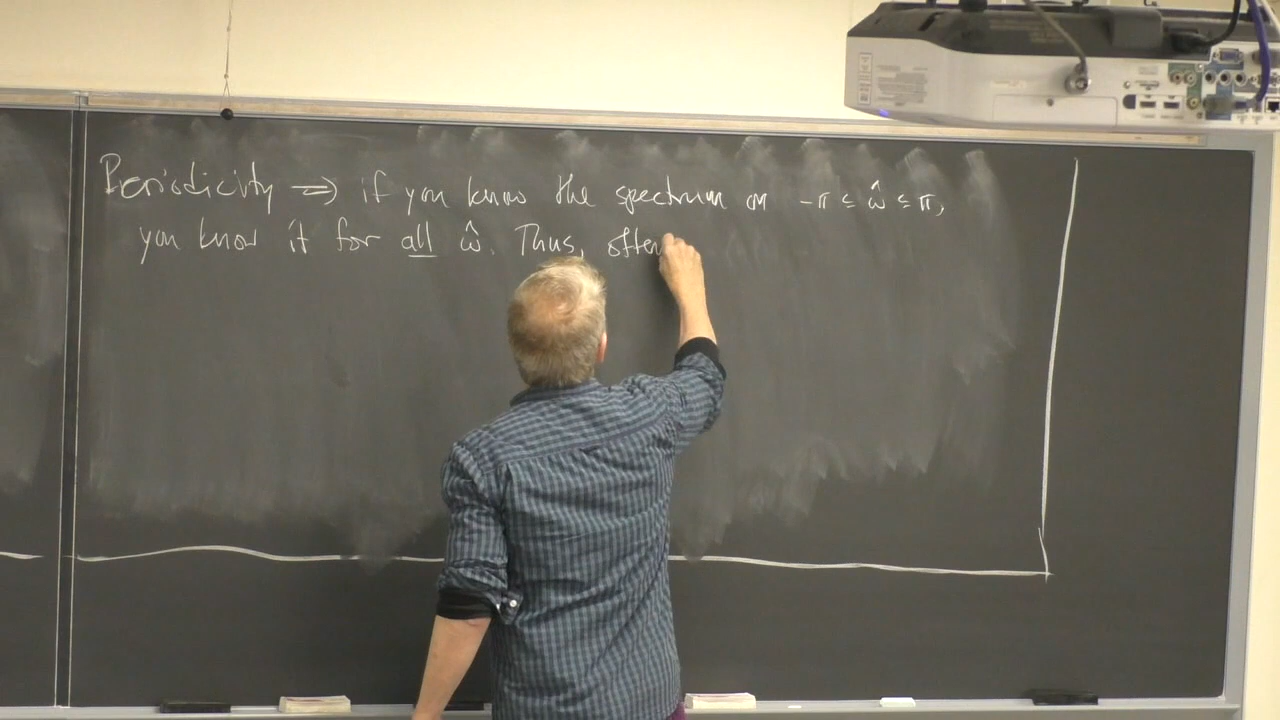 Periodicity ⇒ if you know the spectrum on -π ≤ ω̂ ≤ π,
you know it for all ω̂. Thus, often